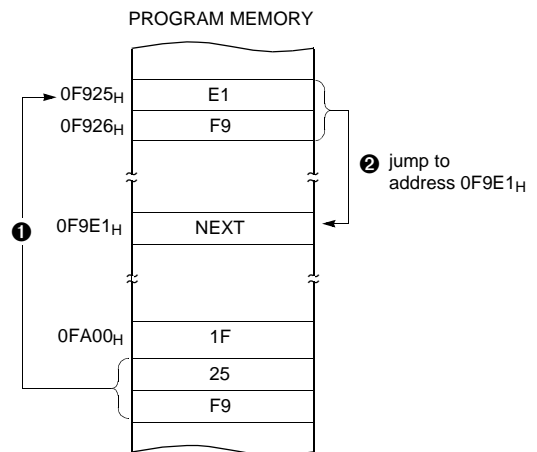 PROGRAM MEMORY
0F925H E1
0F926H F9
❷ jump to
address 0F9E1H
❶ 0F9E1H NEXT
0FA00H 1F
25
F9